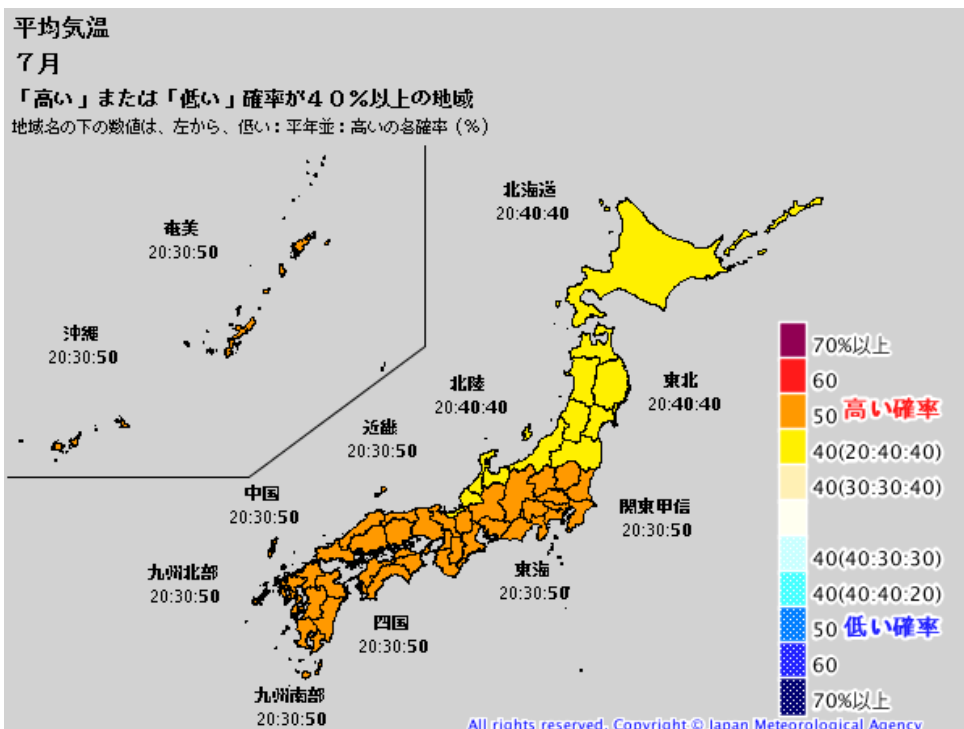 平均気温
７月
「高い」または「低い」確率が４０％以上の地域
地域名の下の数値は、左から、低い：平年並：高いの各確率（％）
北海道
20:40:40
奄美
20:30:50
沖縄
20:30:50
北陸
20:40:40
東北
20:40:40
近畿
20:30:50
中国
20:30:50
関東甲信
20:30:50
九州北部
20:30:50
東海
20:30:50
四国
20:30:50
九州南部
20:30:50
70%以上
60
50 高い確率
40(20:40:40)
40(30:30:40)
40(40:30:30)
40(40:40:20)
50 低い確率
60
70%以上
All rights reserved. Copyright © Japan Meteorological Agency